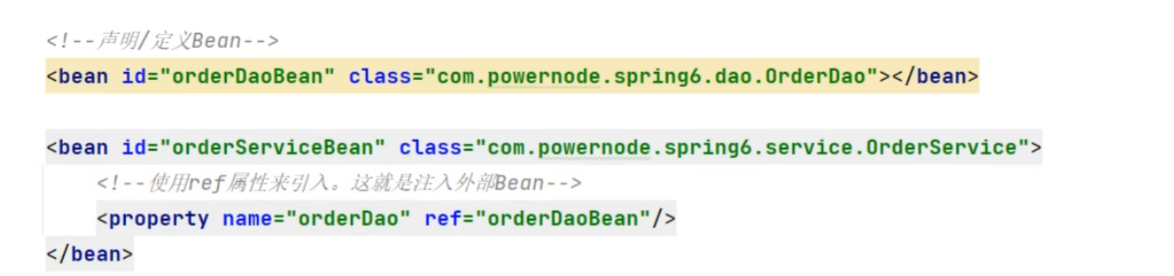 <!--声明/定义Bean-->
<bean id="orderDaoBean" class="com.powernode.spring6.dao.OrderDao"></bean>
<bean id="orderServiceBean" class="com.powernode.spring6.service.OrderService">
<!--使用ref属性来引入。这就是注入外部Bean-->
<property name="orderDao" ref="orderDaoBean"/>
</bean>